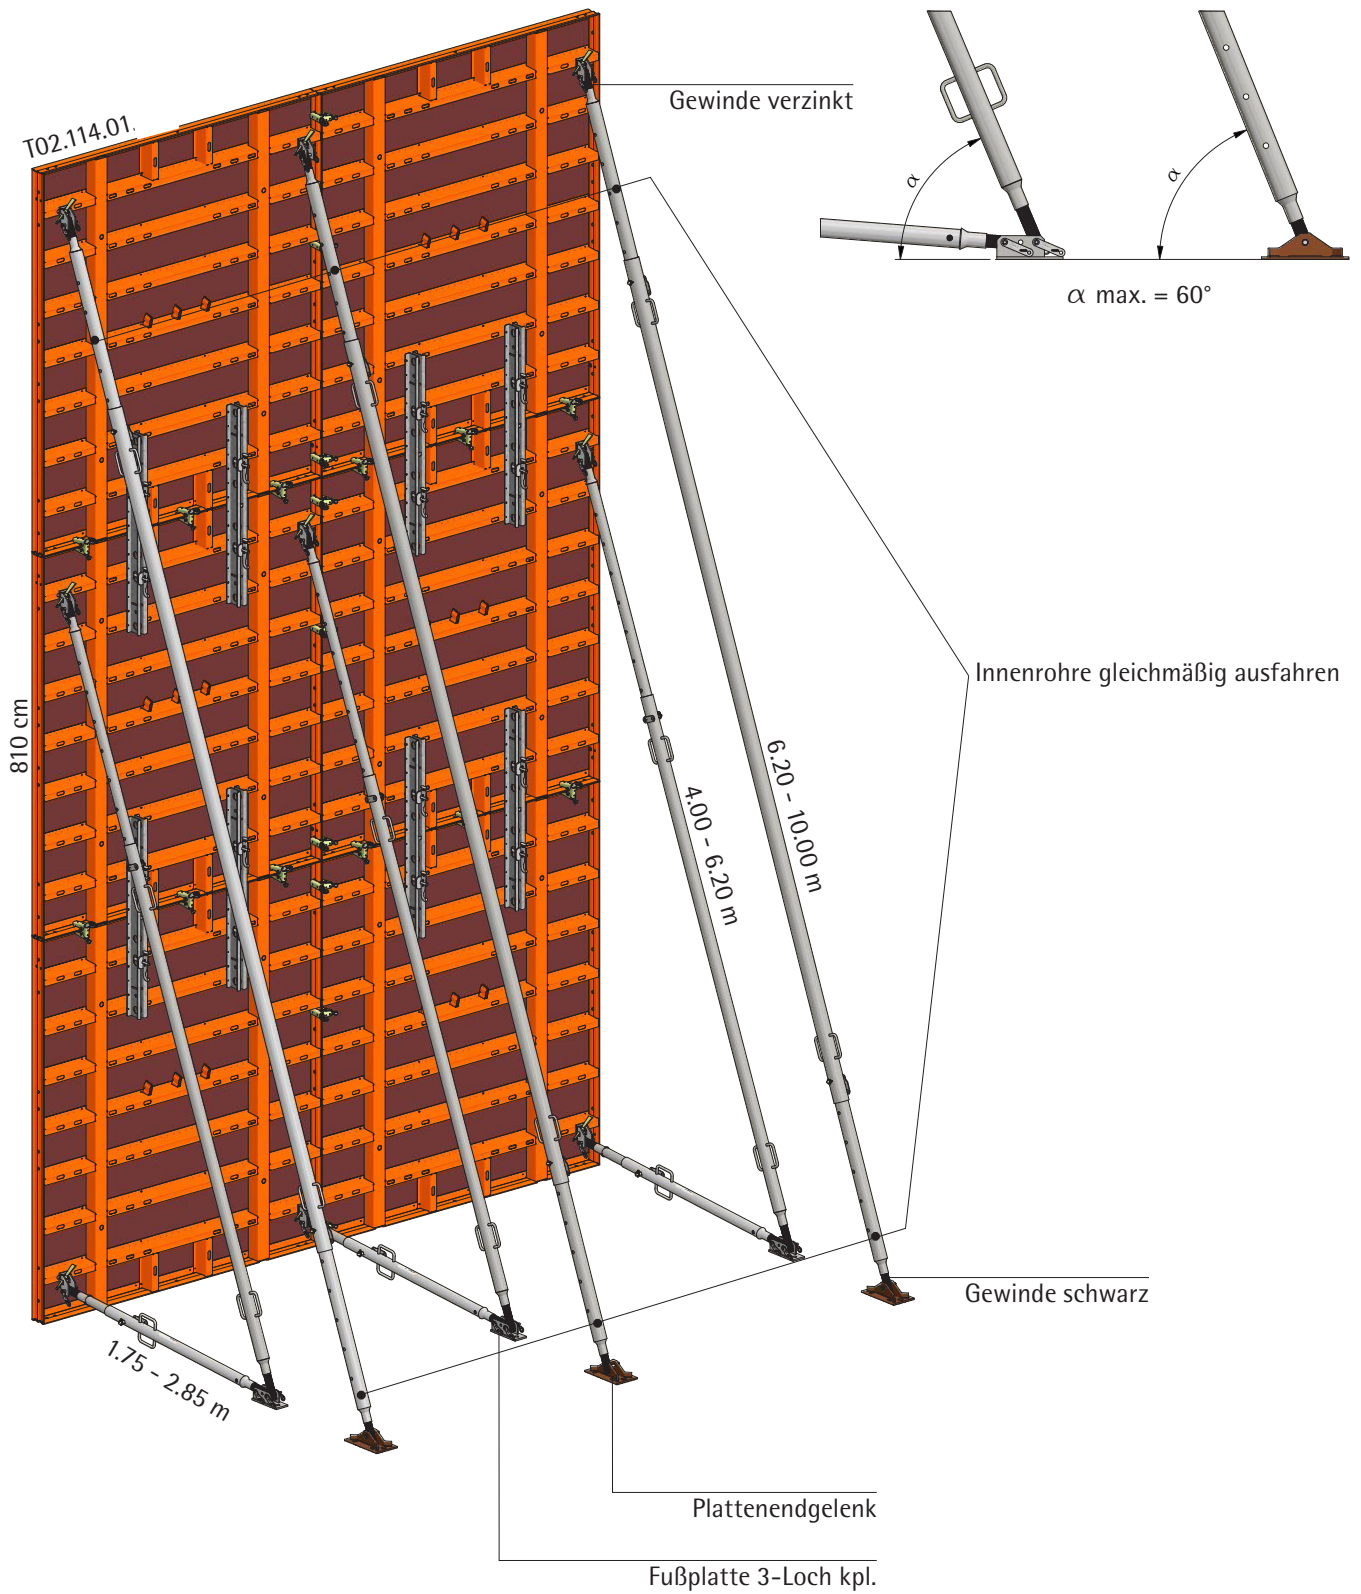 Gewinde verzinkt
T02.114.01.
α
α
α max. = 60°
Innenrohre gleichmäßig ausfahren
810 cm
6.20 - 10.00 m
4.00 - 6.20 m
Gewinde schwarz
1.75 - 2.85 m
Plattenendgelenk
Fußplatte 3-Loch kpl.